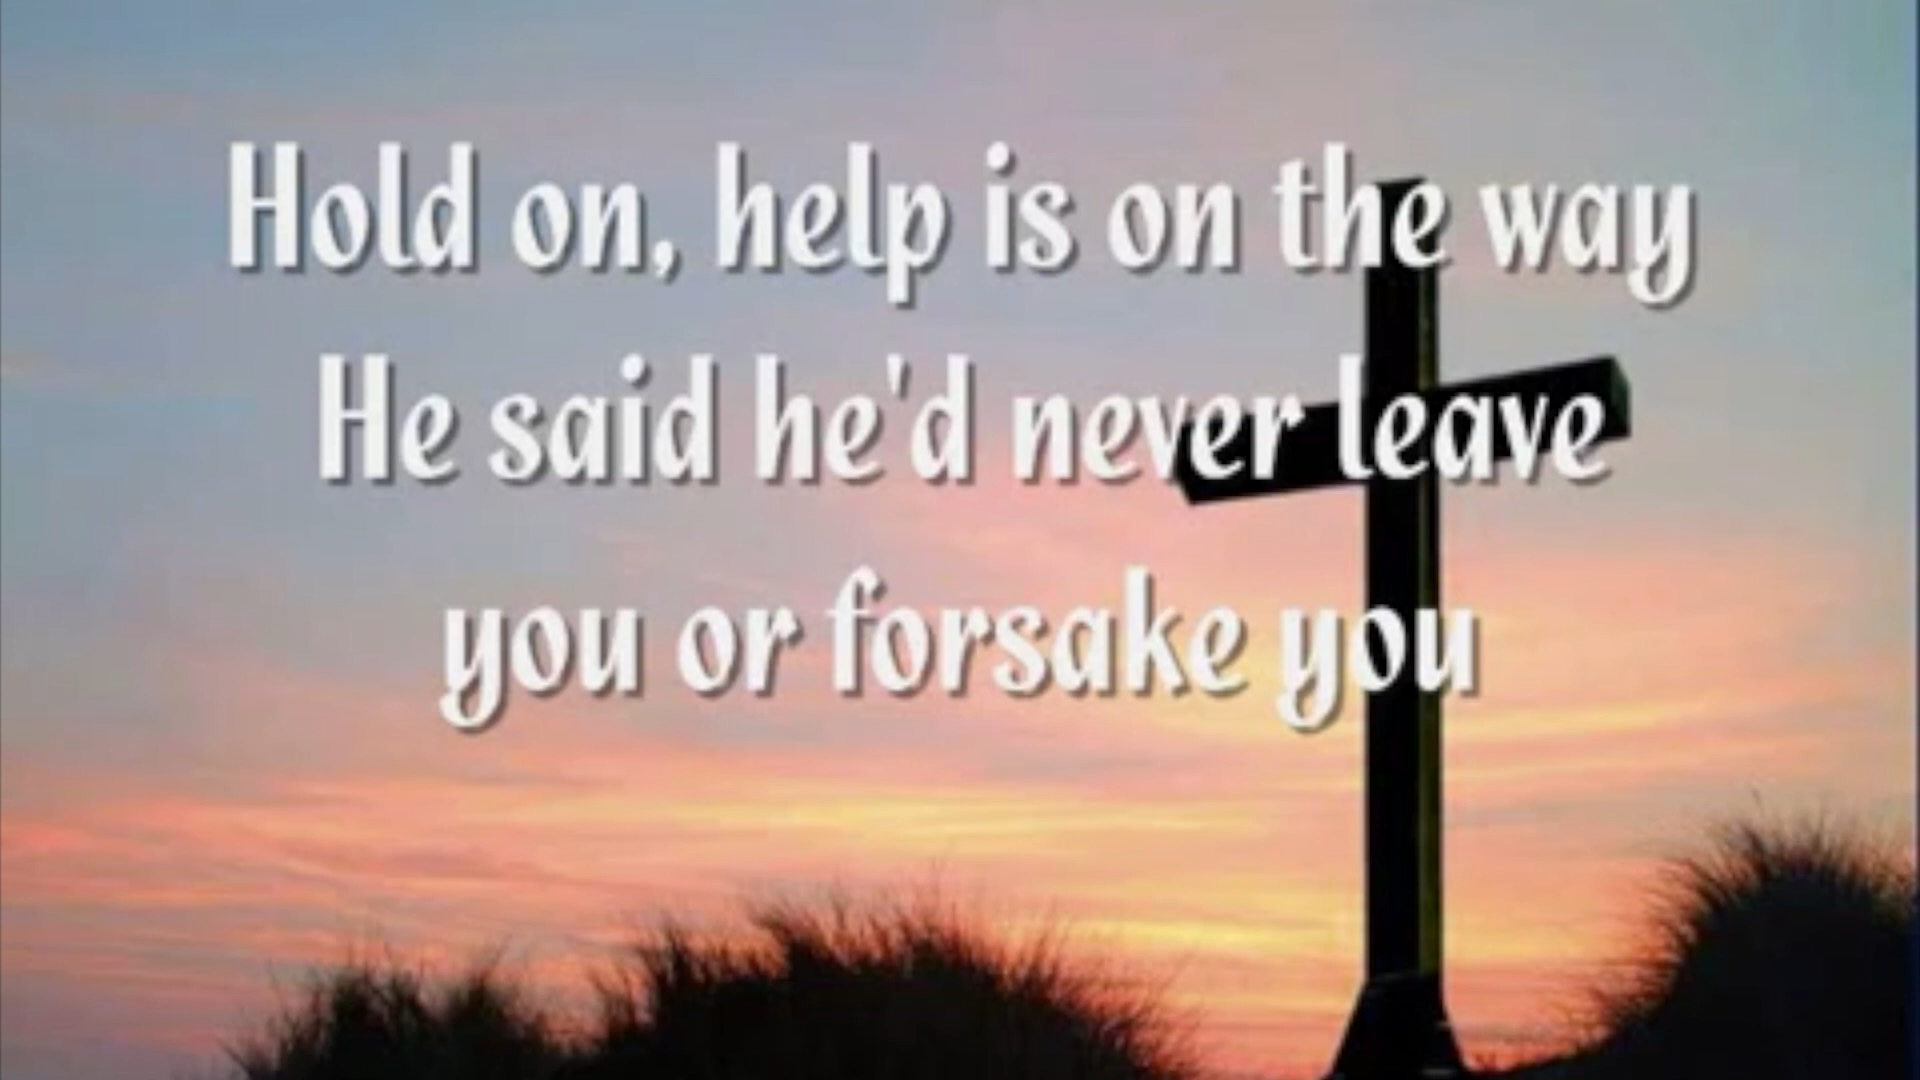 Hold on, help is on the way
He said he'd never leave
you or forsake you